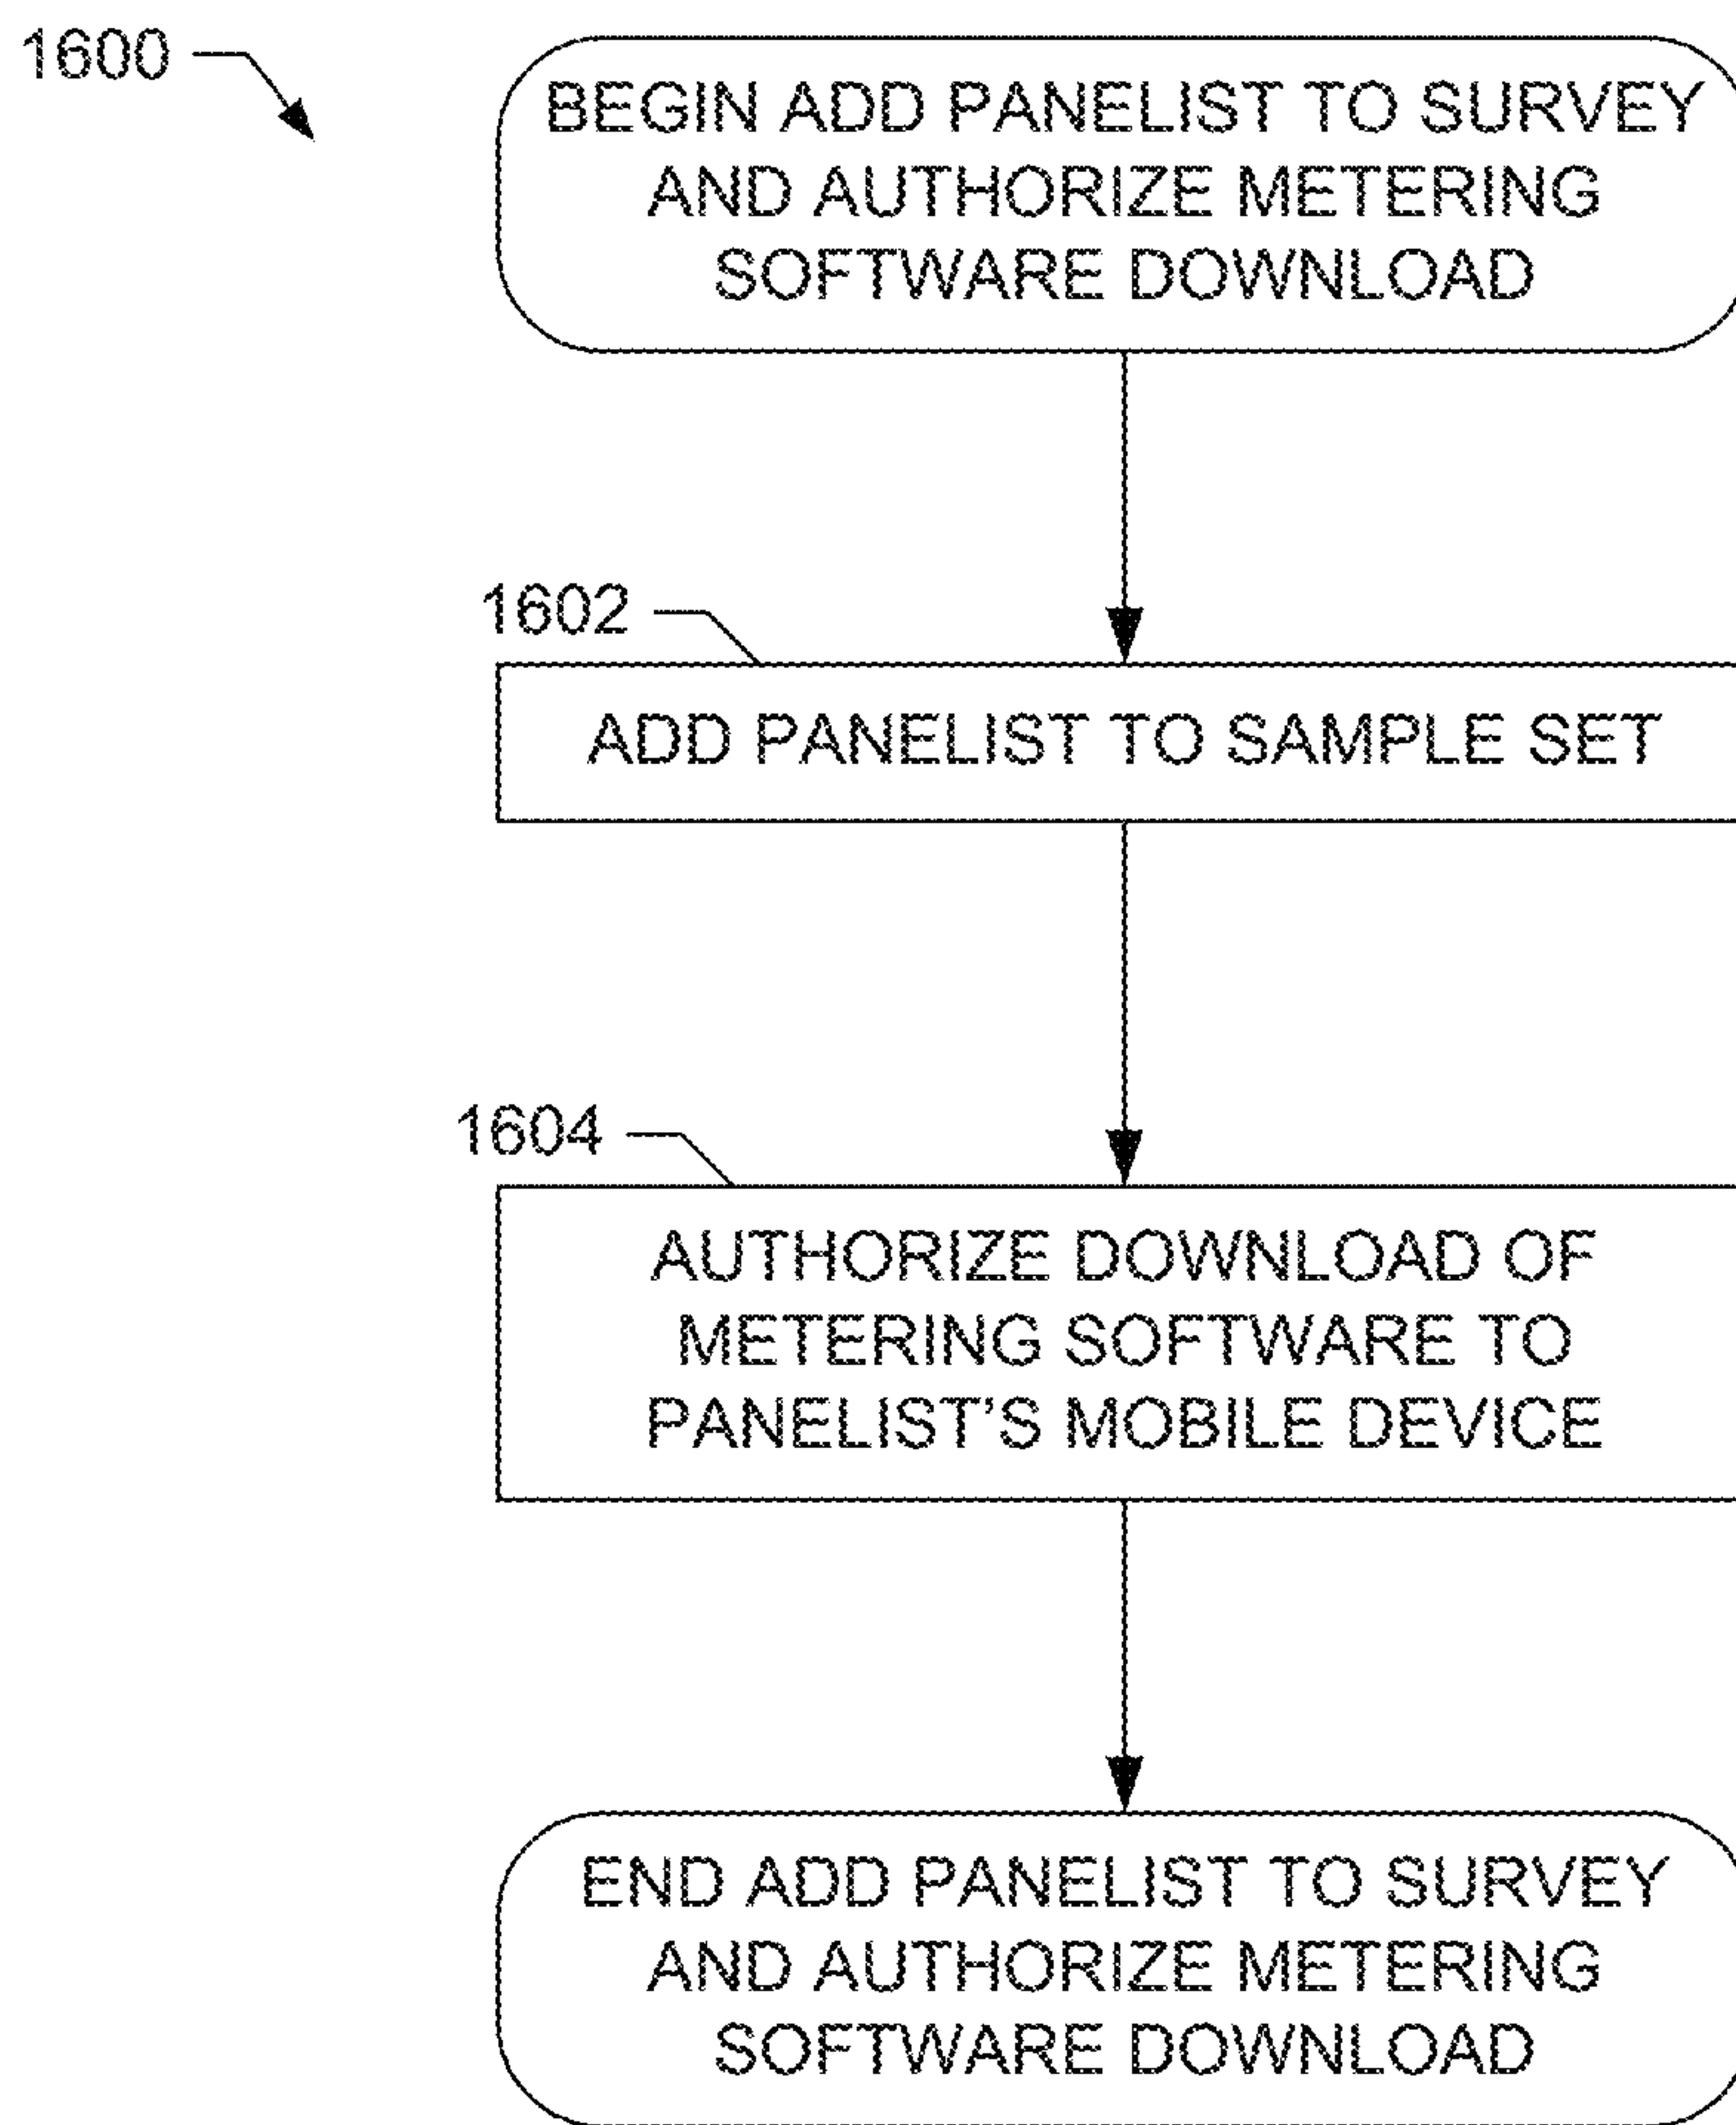 1600
BEGIN ADD PANELIST TO SURVEY
AND AUTHORIZE METERING
SOFTWARE DOWNLOAD
1602
ADD PANELIST TO SAMPLE SET
1604
AUTHORIZE DOWNLOAD OF
METERING SOFTWARE TO
PANELIST’S MOBILE DEVICE
END ADD PANELIST TO SURVEY
AND AUTHORIZE METERING
SOFTWARE DOWNLOAD